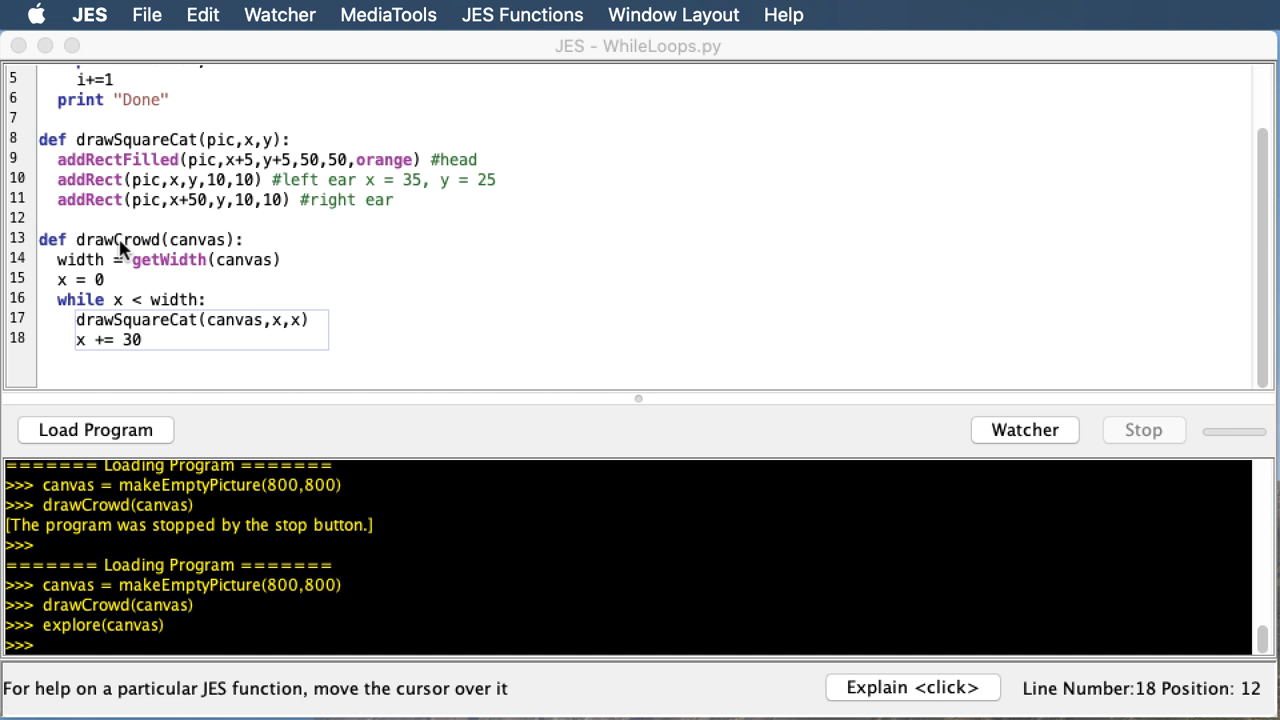 JES File Edit Watcher MediaTools JES Functions Window Layout Help
JES - WhileLoops.py
5 i+=1
6 print "Done"
7
8 def drawSquareCat(pic,x,y):
9 addRectFilled(pic,x+5,y+5,50,50,orange) #head
10 addRect(pic,x,y,10,10) #left ear x = 35, y = 25
11 addRect(pic,x+50,y,10,10) #right ear
12
13 def drawCrowd(canvas):
14 width = getWidth(canvas)
15 x = 0
16 while x < width:
17 drawSquareCat(canvas,x,x)
18 x += 30
Load Program Watcher Stop
======= Loading Program =======
>>> canvas = makeEmptyPicture(800,800)
>>> drawCrowd(canvas)
[The program was stopped by the stop button.]
>>>
======= Loading Program =======
>>> canvas = makeEmptyPicture(800,800)
>>> drawCrowd(canvas)
>>> explore(canvas)
>>>
For help on a particular JES function, move the cursor over it Explain <click> Line Number:18 Position: 12